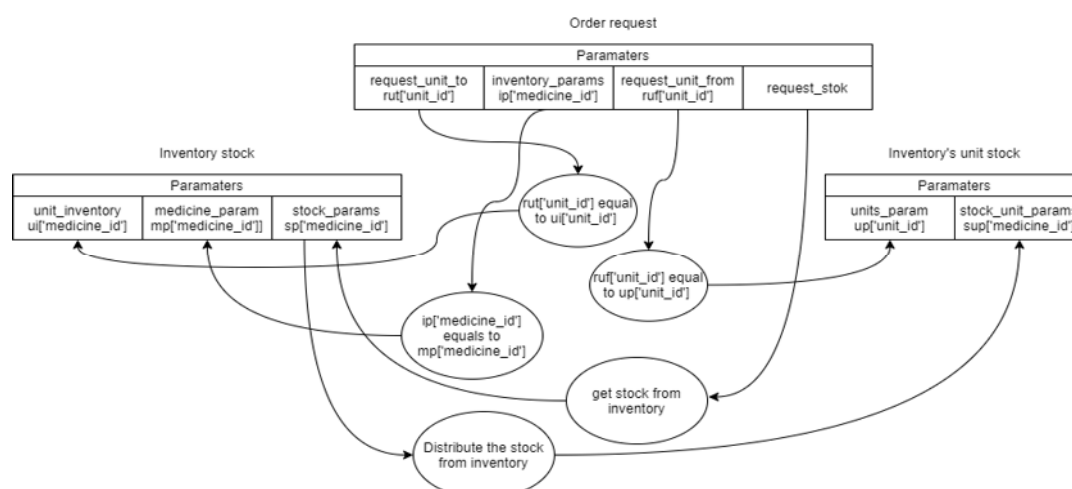 Order request
Paramaters
request_unit_to
rut['unit_id']
inventory_params
ip['medicine_id']
request_unit_from
ruf['unit_id']
request_stok
Inventory stock
Paramaters
unit_inventory
ui['medicine_id']
medicine_param
mp['medicine_id']]
stock_params
sp['medicine_id']
Inventory's unit stock
Paramaters
units_param
up['unit_id']
stock_unit_params
sup['medicine_id']
rut['unit_id'] equal
to ui['unit_id']
ruf['unit_id'] equal
to up['unit_id']
ip['medicine_id']
equals to
mp['medicine_id']
get stock from
inventory
Distribute the stock
from inventory